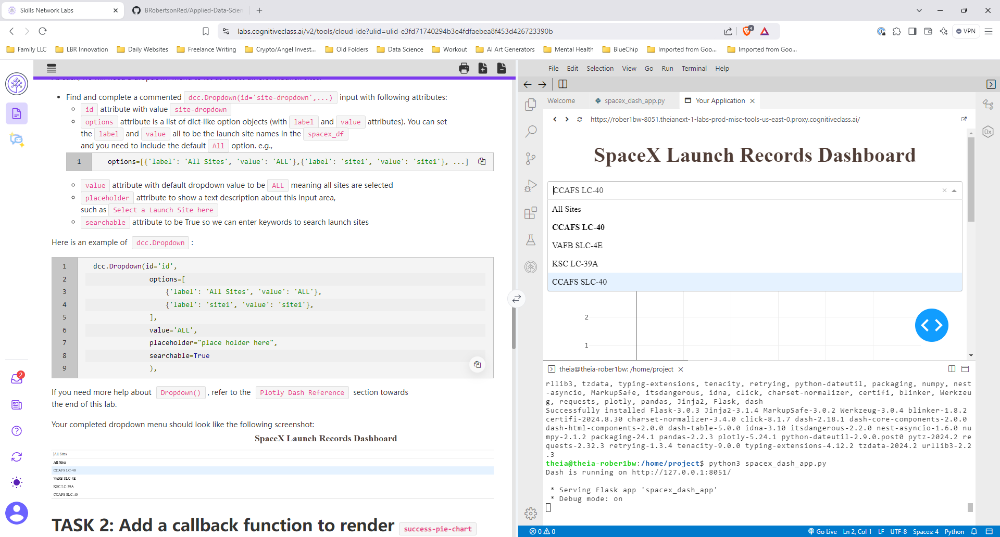 Skills Network Labs
BRobertsonRed/Applied-Data-Scien
labs.cognitiveclass.ai/v2/tools/cloud-ide?ulid=ulid-e3fd71740294b3e4fdfaebea8f453d426723390b
4
VPN
Family LLC
LBR Innovation
Daily Websites
Freelance Writing
Crypto/Angel Invest...
Old Folders
Data Science
Workout
AI Art Generators
Mental Health
BlueChip
Imported from Goo...
Imported from Goo...
Find and complete a commented dcc.Dropdown(id='site-dropdown',...) input with following attributes:
id attribute with value site-dropdown
options attribute is a list of dict-like option objects (with label and value attributes). You can set
the label and value all to be the launch site names in the spacex_df
and you need to include the default All option. e.g.,
1 options=[{'label': 'All Sites', 'value': 'ALL'},{'label': 'site1', 'value': 'site1'}, ...]
value attribute with default dropdown value to be ALL meaning all sites are selected
placeholder attribute to show a text description about this input area,
such as Select a Launch Site here
searchable attribute to be True so we can enter keywords to search launch sites
Here is an example of dcc.Dropdown :
1 dcc.Dropdown(id='id',
2 options=[
3 {'label': 'All Sites', 'value': 'ALL'},
4 {'label': 'site1', 'value': 'site1'},
5 ],
6 value='ALL',
7 placeholder="place holder here",
8 searchable=True
9 ),
If you need more help about Dropdown() , refer to the Plotly Dash Reference section towards
the end of this lab.
Your completed dropdown menu should look like the following screenshot:
SpaceX Launch Records Dashboard
All Sites
All Sites
CCAFS LC-40
VAFB SLC-4E
KSC LC-39A
CCAFS SLC-40
TASK 2: Add a callback function to render success-pie-chart
2
File Edit Selection View Go Run Terminal Help
Welcome
spacex_dash_app.py
Your Application
https://rober1bw-8051.theianext-1-labs-prod-misc-tools-us-east-0.proxy.cognitiveclass.ai/
SpaceX Launch Records Dashboard
CCAFS LC-40
All Sites
CCAFS LC-40
VAFB SLC-4E
KSC LC-39A
CCAFS SLC-40
2
1
0x
theia@theia-rober1bw: /home/project
rllib3, tzdata, typing-extensions, tenacity, retrying, python-dateutil, packaging, numpy, nest
-asyncio, MarkupSafe, itsdangerous, idna, click, charset-normalizer, certifi, blinker, Werkzeu
g, requests, plotly, pandas, Jinja2, Flask, dash
Successfully installed Flask-3.0.3 Jinja2-3.1.4 MarkupSafe-3.0.2 Werkzeug-3.0.4 blinker-1.8.2
certifi-2024.8.30 charset-normalizer-3.4.0 click-8.1.7 dash-2.18.1 dash-core-components-2.0.0
dash-html-components-2.0.0 dash-table-5.0.0 idna-3.10 itsdangerous-2.2.0 nest-asyncio-1.6.0 nu
mpy-2.1.2 packaging-24.1 pandas-2.2.3 plotly-5.24.1 python-dateutil-2.9.0.post0 pytz-2024.2 re
quests-2.32.3 retrying-1.3.4 tenacity-9.0.0 typing-extensions-4.12.2 tzdata-2024.2 urllib3-2.2
.3
theia@theia-rober1bw:/home/project$ python3 spacex_dash_app.py
Dash is running on http://127.0.0.1:8051/
* Serving Flask app 'spacex_dash_app'
* Debug mode: on
0 0 Go Live Ln 2, Col 1 LF UTF-8 Spaces: 4 Python